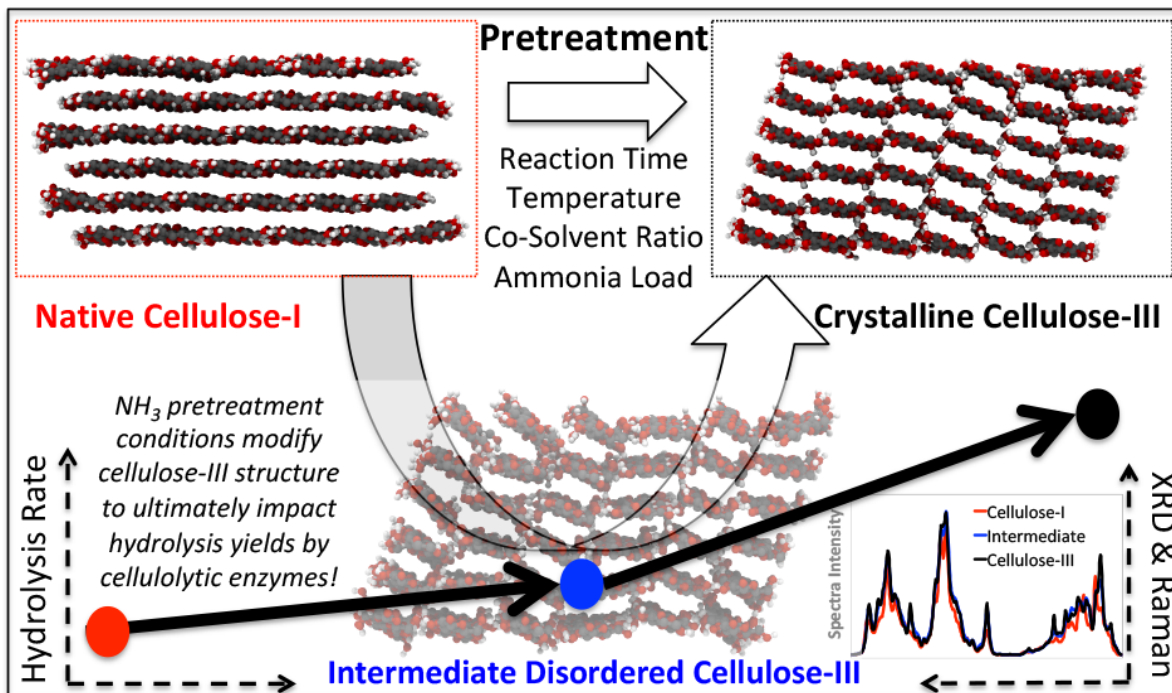 Pretreatment
Reaction Time
Temperature
Co-Solvent Ratio
Ammonia Load
Native Cellulose-I
Crystalline Cellulose-III
NH₃ pretreatment
conditions modify
cellulose-III structure
to ultimately impact
hydrolysis yields by
cellulolytic enzymes!
Hydrolysis Rate
Intermediate Disordered Cellulose-III
Spectra Intensity
Cellulose-I
Intermediate
Cellulose-III
XRD & Raman